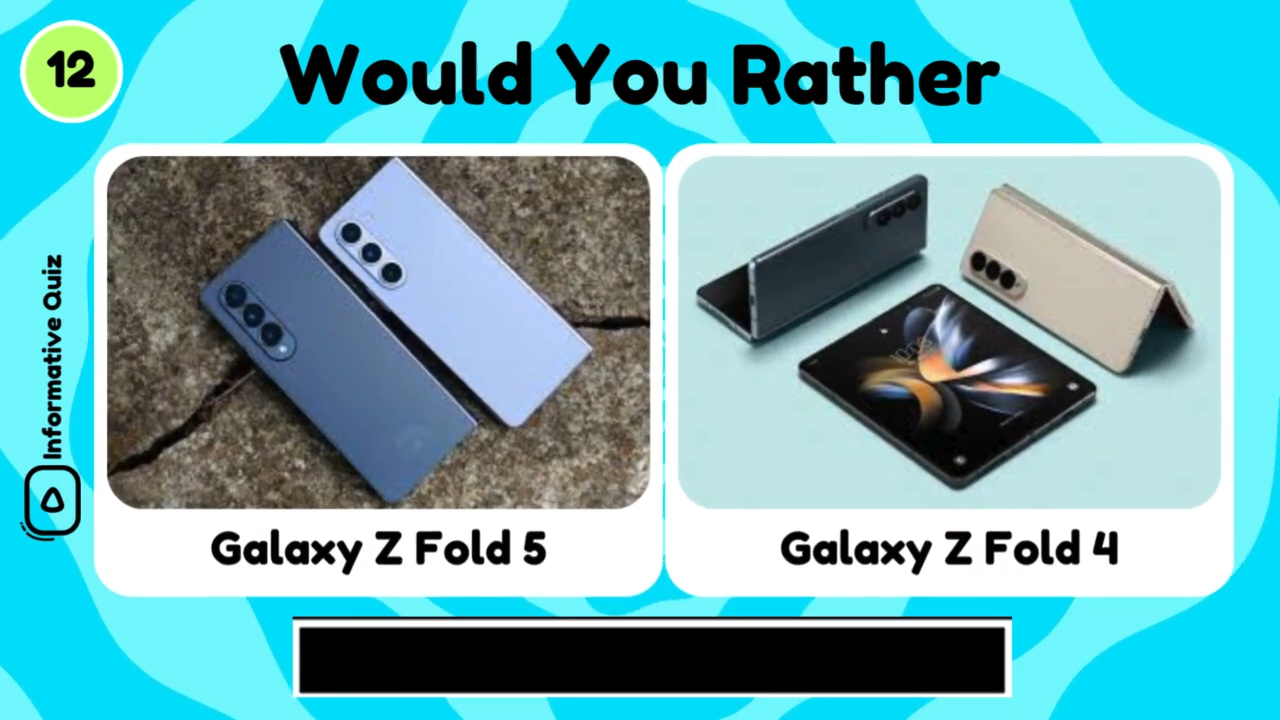 12
Would You Rather
Informative Quiz
Galaxy Z Fold 5
Galaxy Z Fold 4